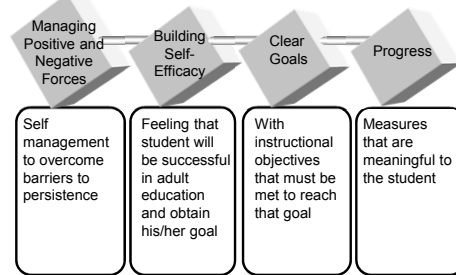 Managing
Positive and
Negative
Forces
Building
Self-
Efficacy
Clear
Goals
Progress
Self
management
to overcome
barriers to
persistence
Feeling that
student will
be successful
in adult
education
and obtain
his/her goal
With
instructional
objectives
that must be
met to reach
that goal
Measures
that are
meaningful to
the student